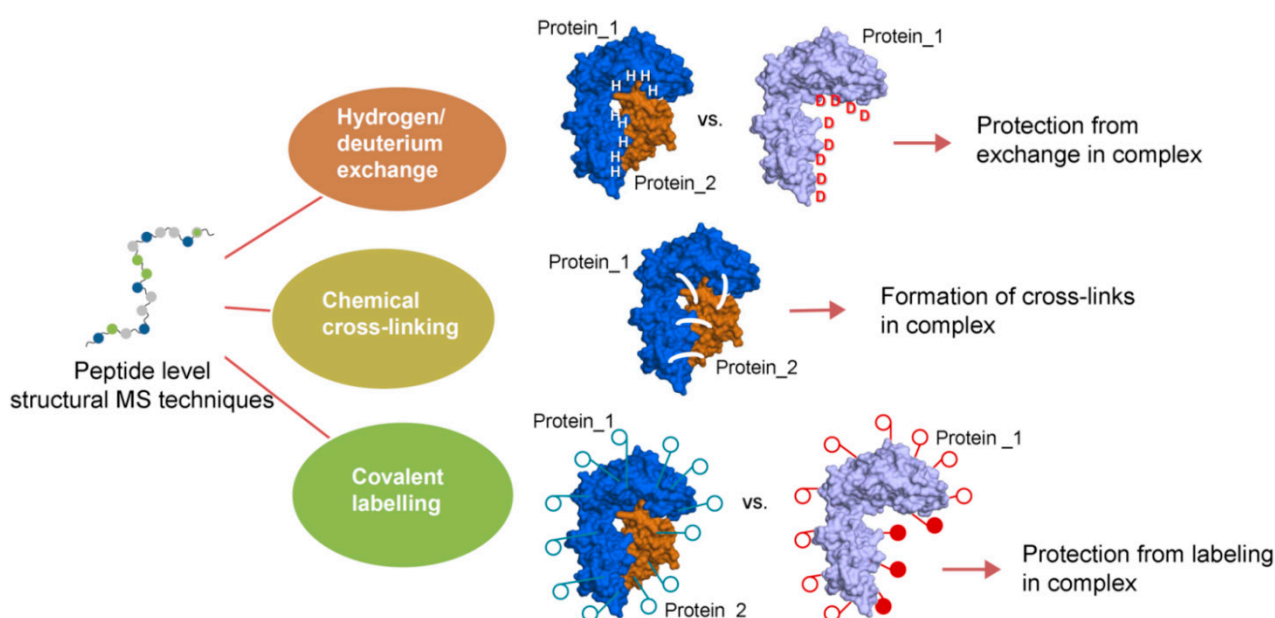 Peptide level
structural MS techniques
Hydrogen/
deuterium
exchange
Protein_1
H H H
H
H
H
H
H
H
Protein_2
vs.
Protein_1
D D D
D
D
D
D
D
D
Protection from
exchange in complex
Chemical
cross-linking
Protein_1
Protein_2
Formation of cross-links
in complex
Covalent
labelling
Protein_1
Protein_2
vs.
Protein _1
Protection from labeling
in complex